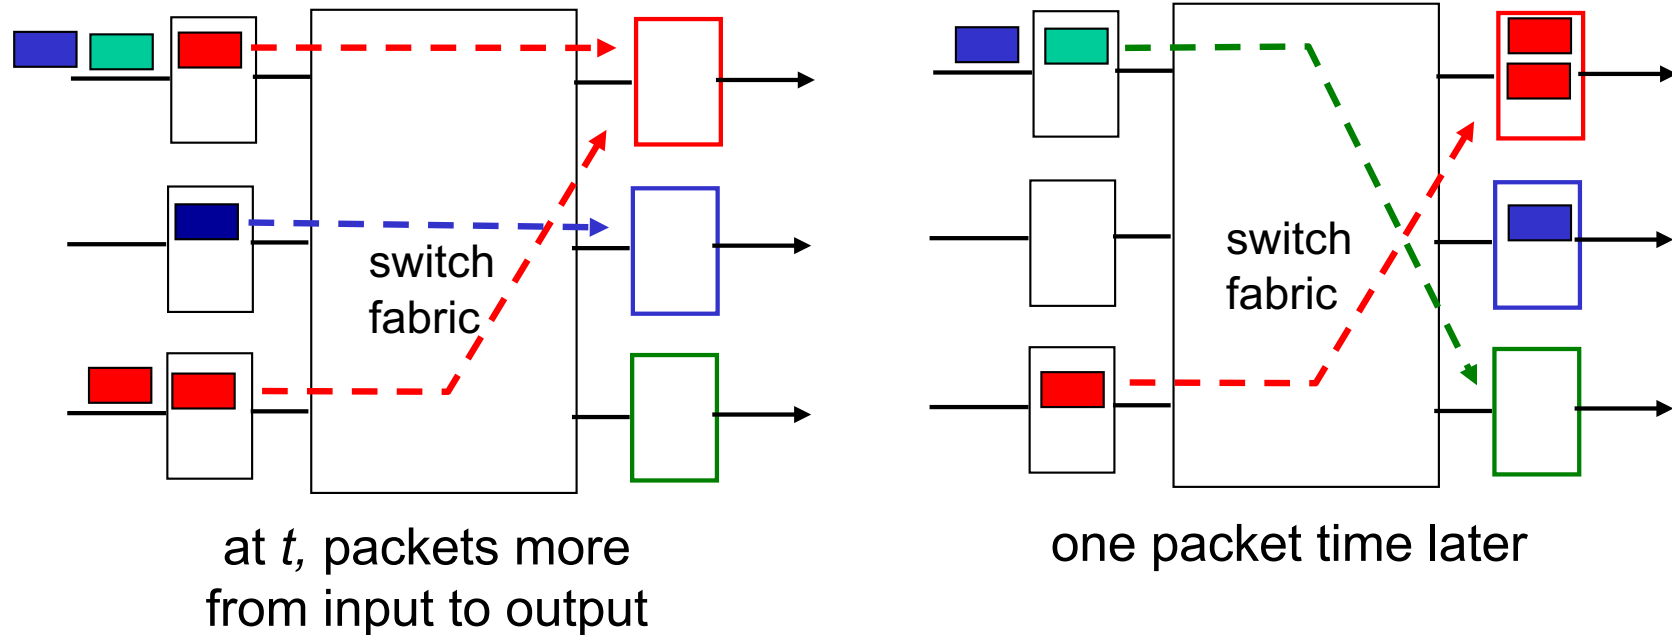 switch
fabric
at t, packets more
from input to output
switch
fabric
one packet time later